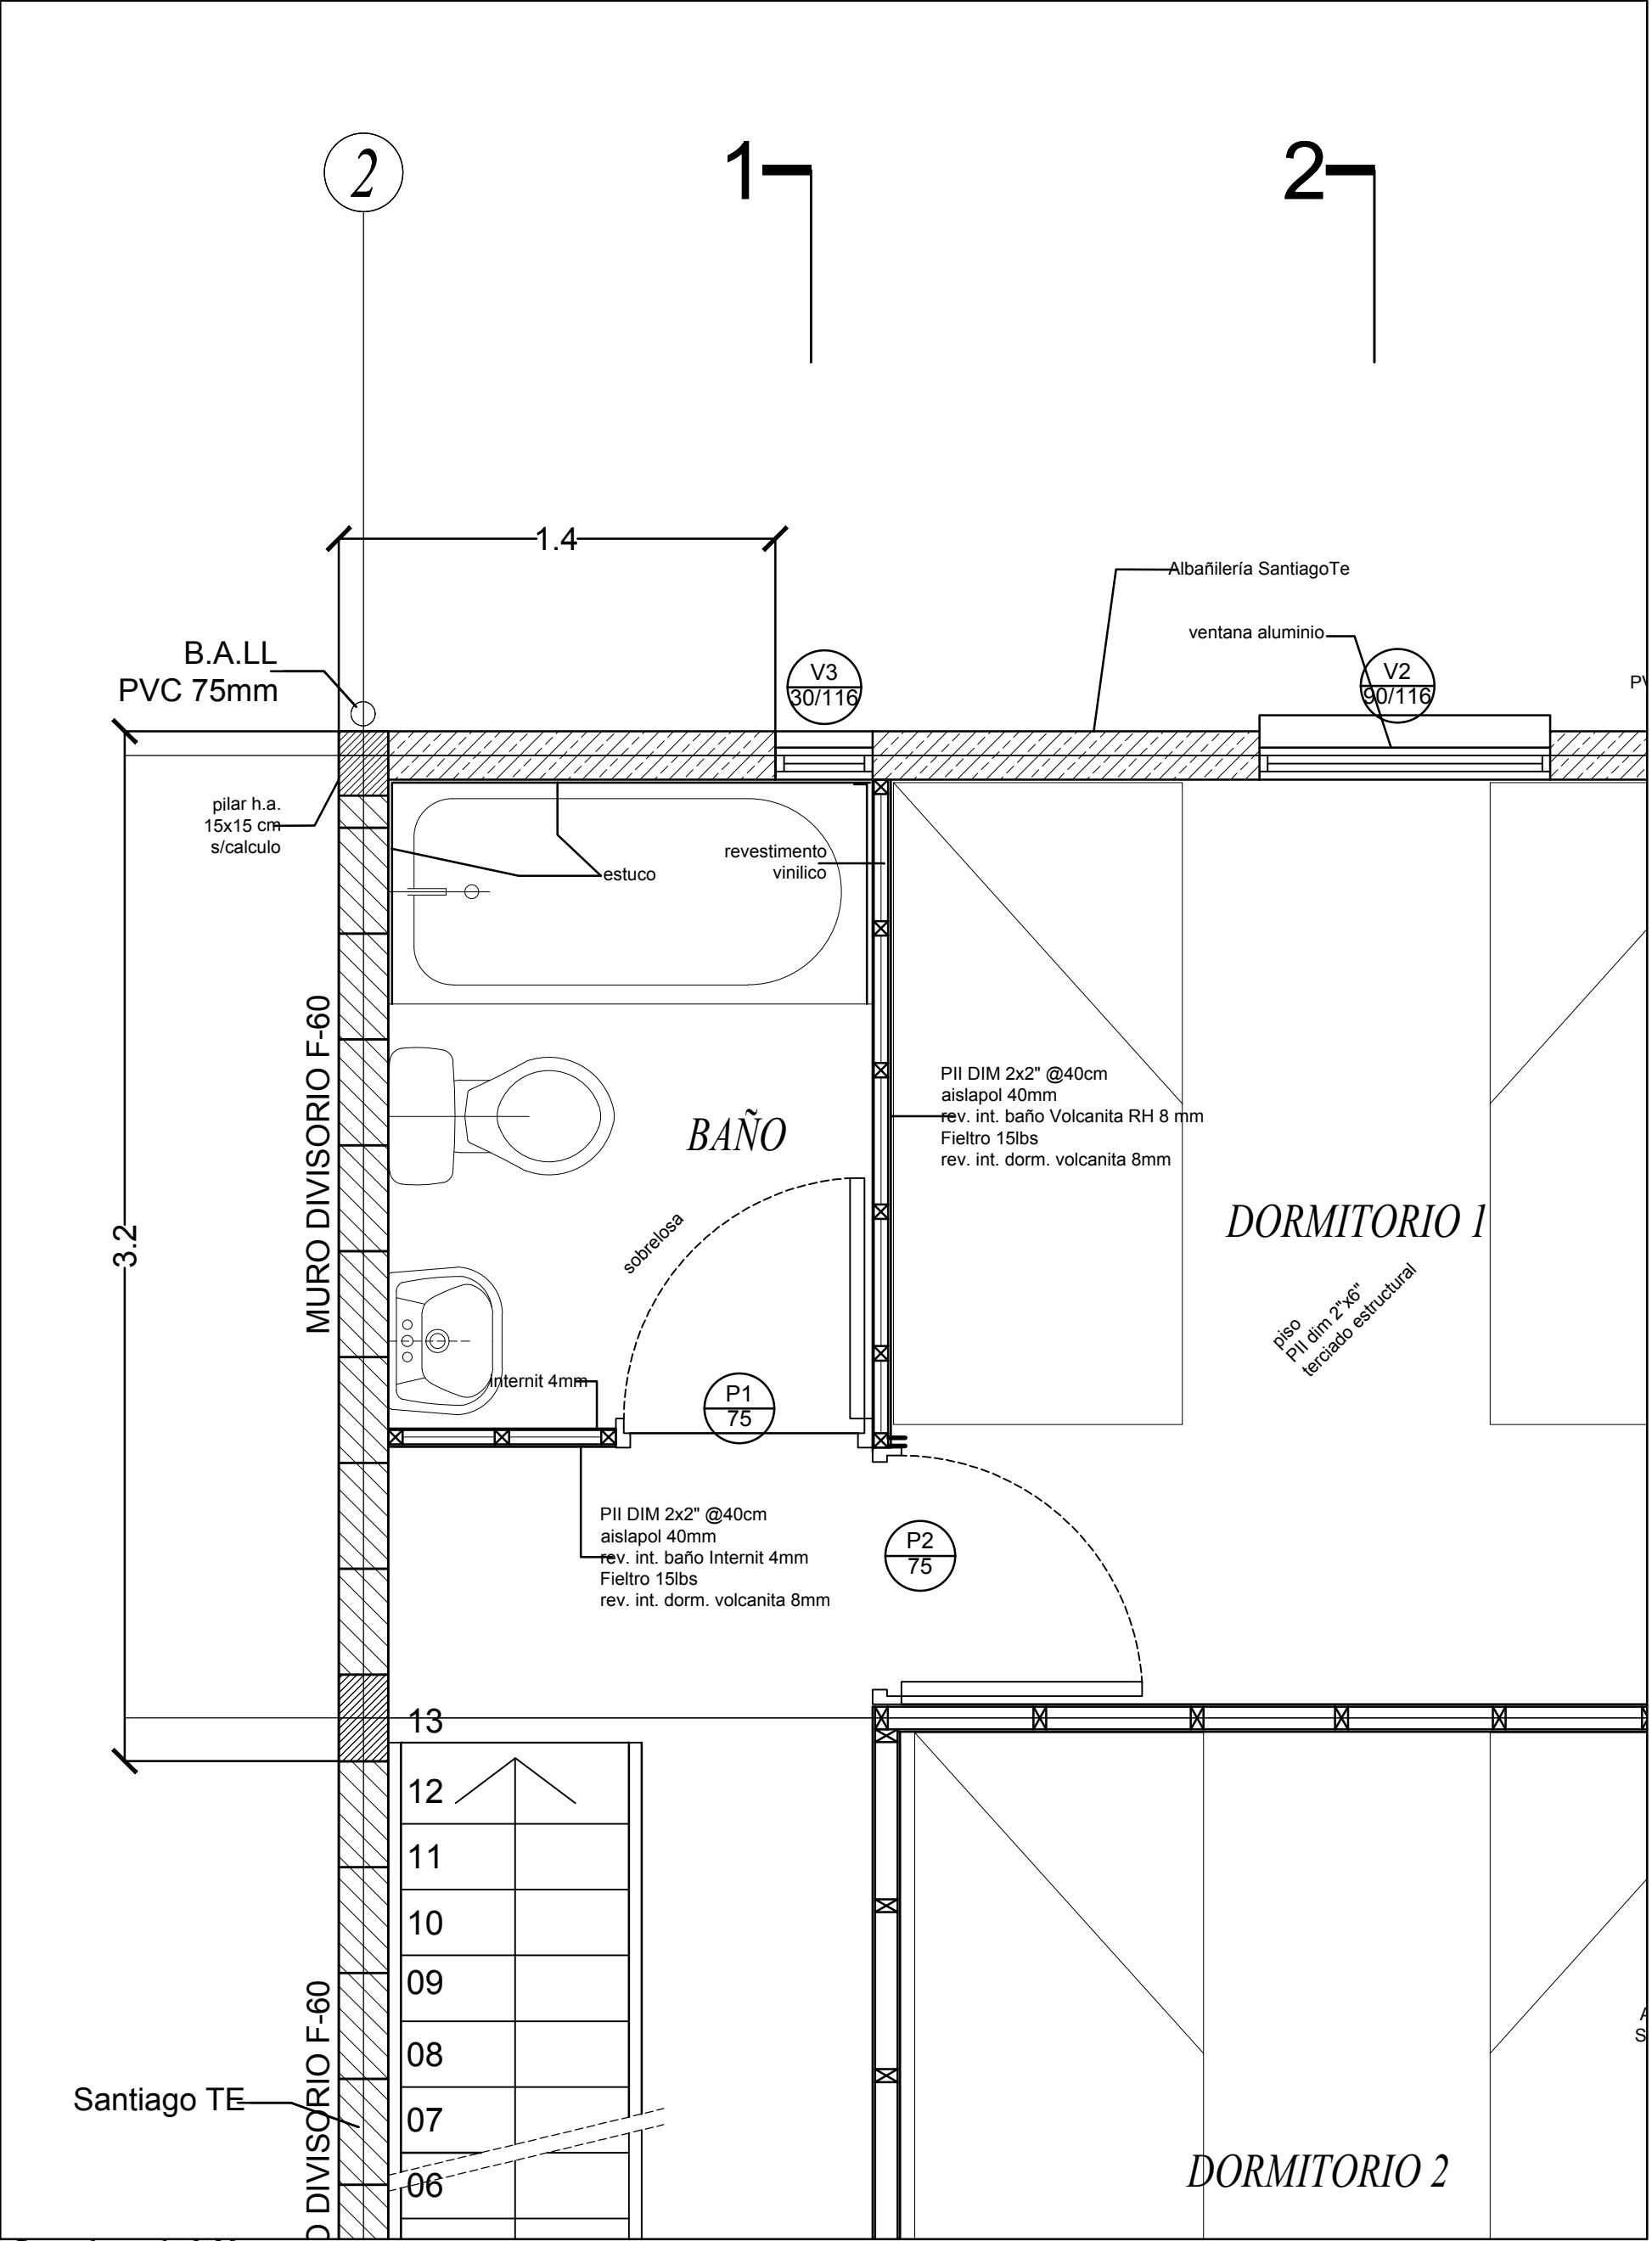 2
1
2
1.4
Albañilería SantiagoTe
ventana aluminio
B.A.LL
PVC 75mm
V3
30/116
V2
90/116
pilar h.a.
15x15 cm
s/calculo
estuco
revestimento
vinilico
MURO DIVISORIO F-60
3.2
BAÑO
PII DIM 2x2" @40cm
aislapol 40mm
rev. int. baño Volcanita RH 8 mm
Fieltro 15lbs
rev. int. dorm. volcanita 8mm
DORMITORIO 1
sobrelosa
piso
PII dim 2"x6"
terciado estructural
internit 4mm
P1
75
PII DIM 2x2" @40cm
aislapol 40mm
rev. int. baño Internit 4mm
Fieltro 15lbs
rev. int. dorm. volcanita 8mm
P2
75
13
12
11
10
09
08
07
06
O DIVISORIO F-60
Santiago TE
DORMITORIO 2